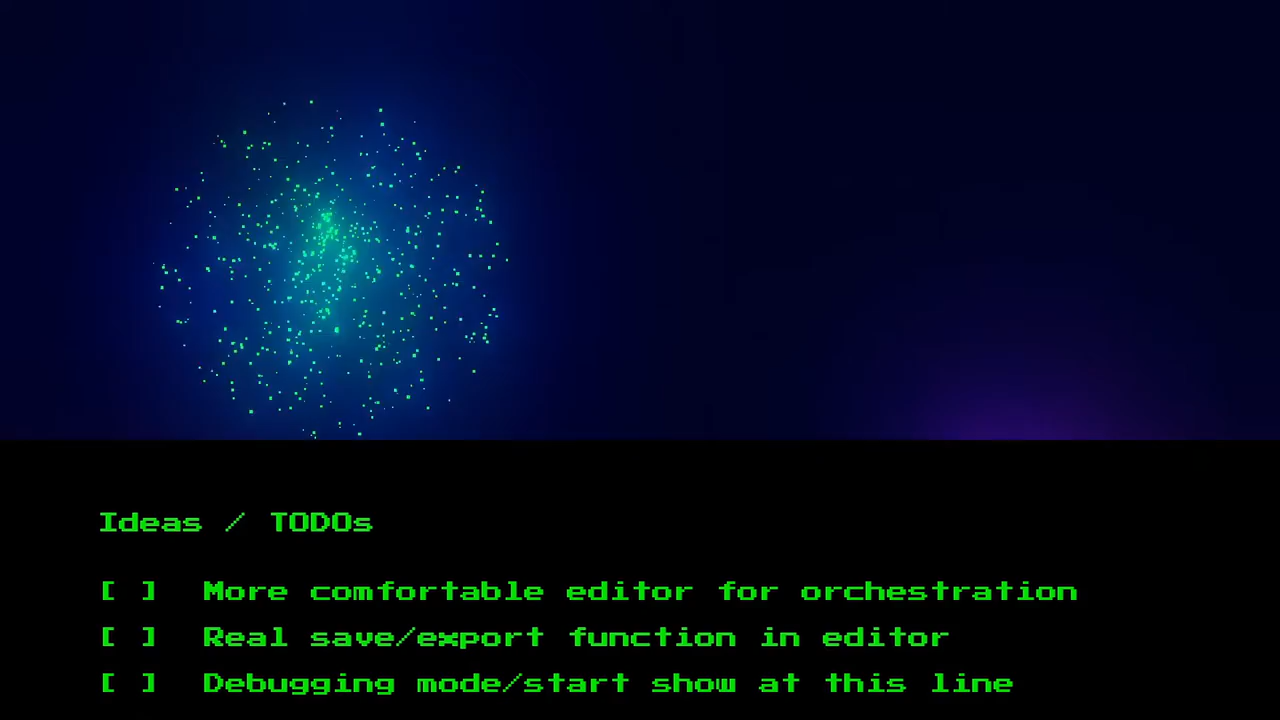 Ideas / TODOs
[ ] More comfortable editor for orchestration
[ ] Real save/export function in editor
[ ] Debugging mode/start show at this line